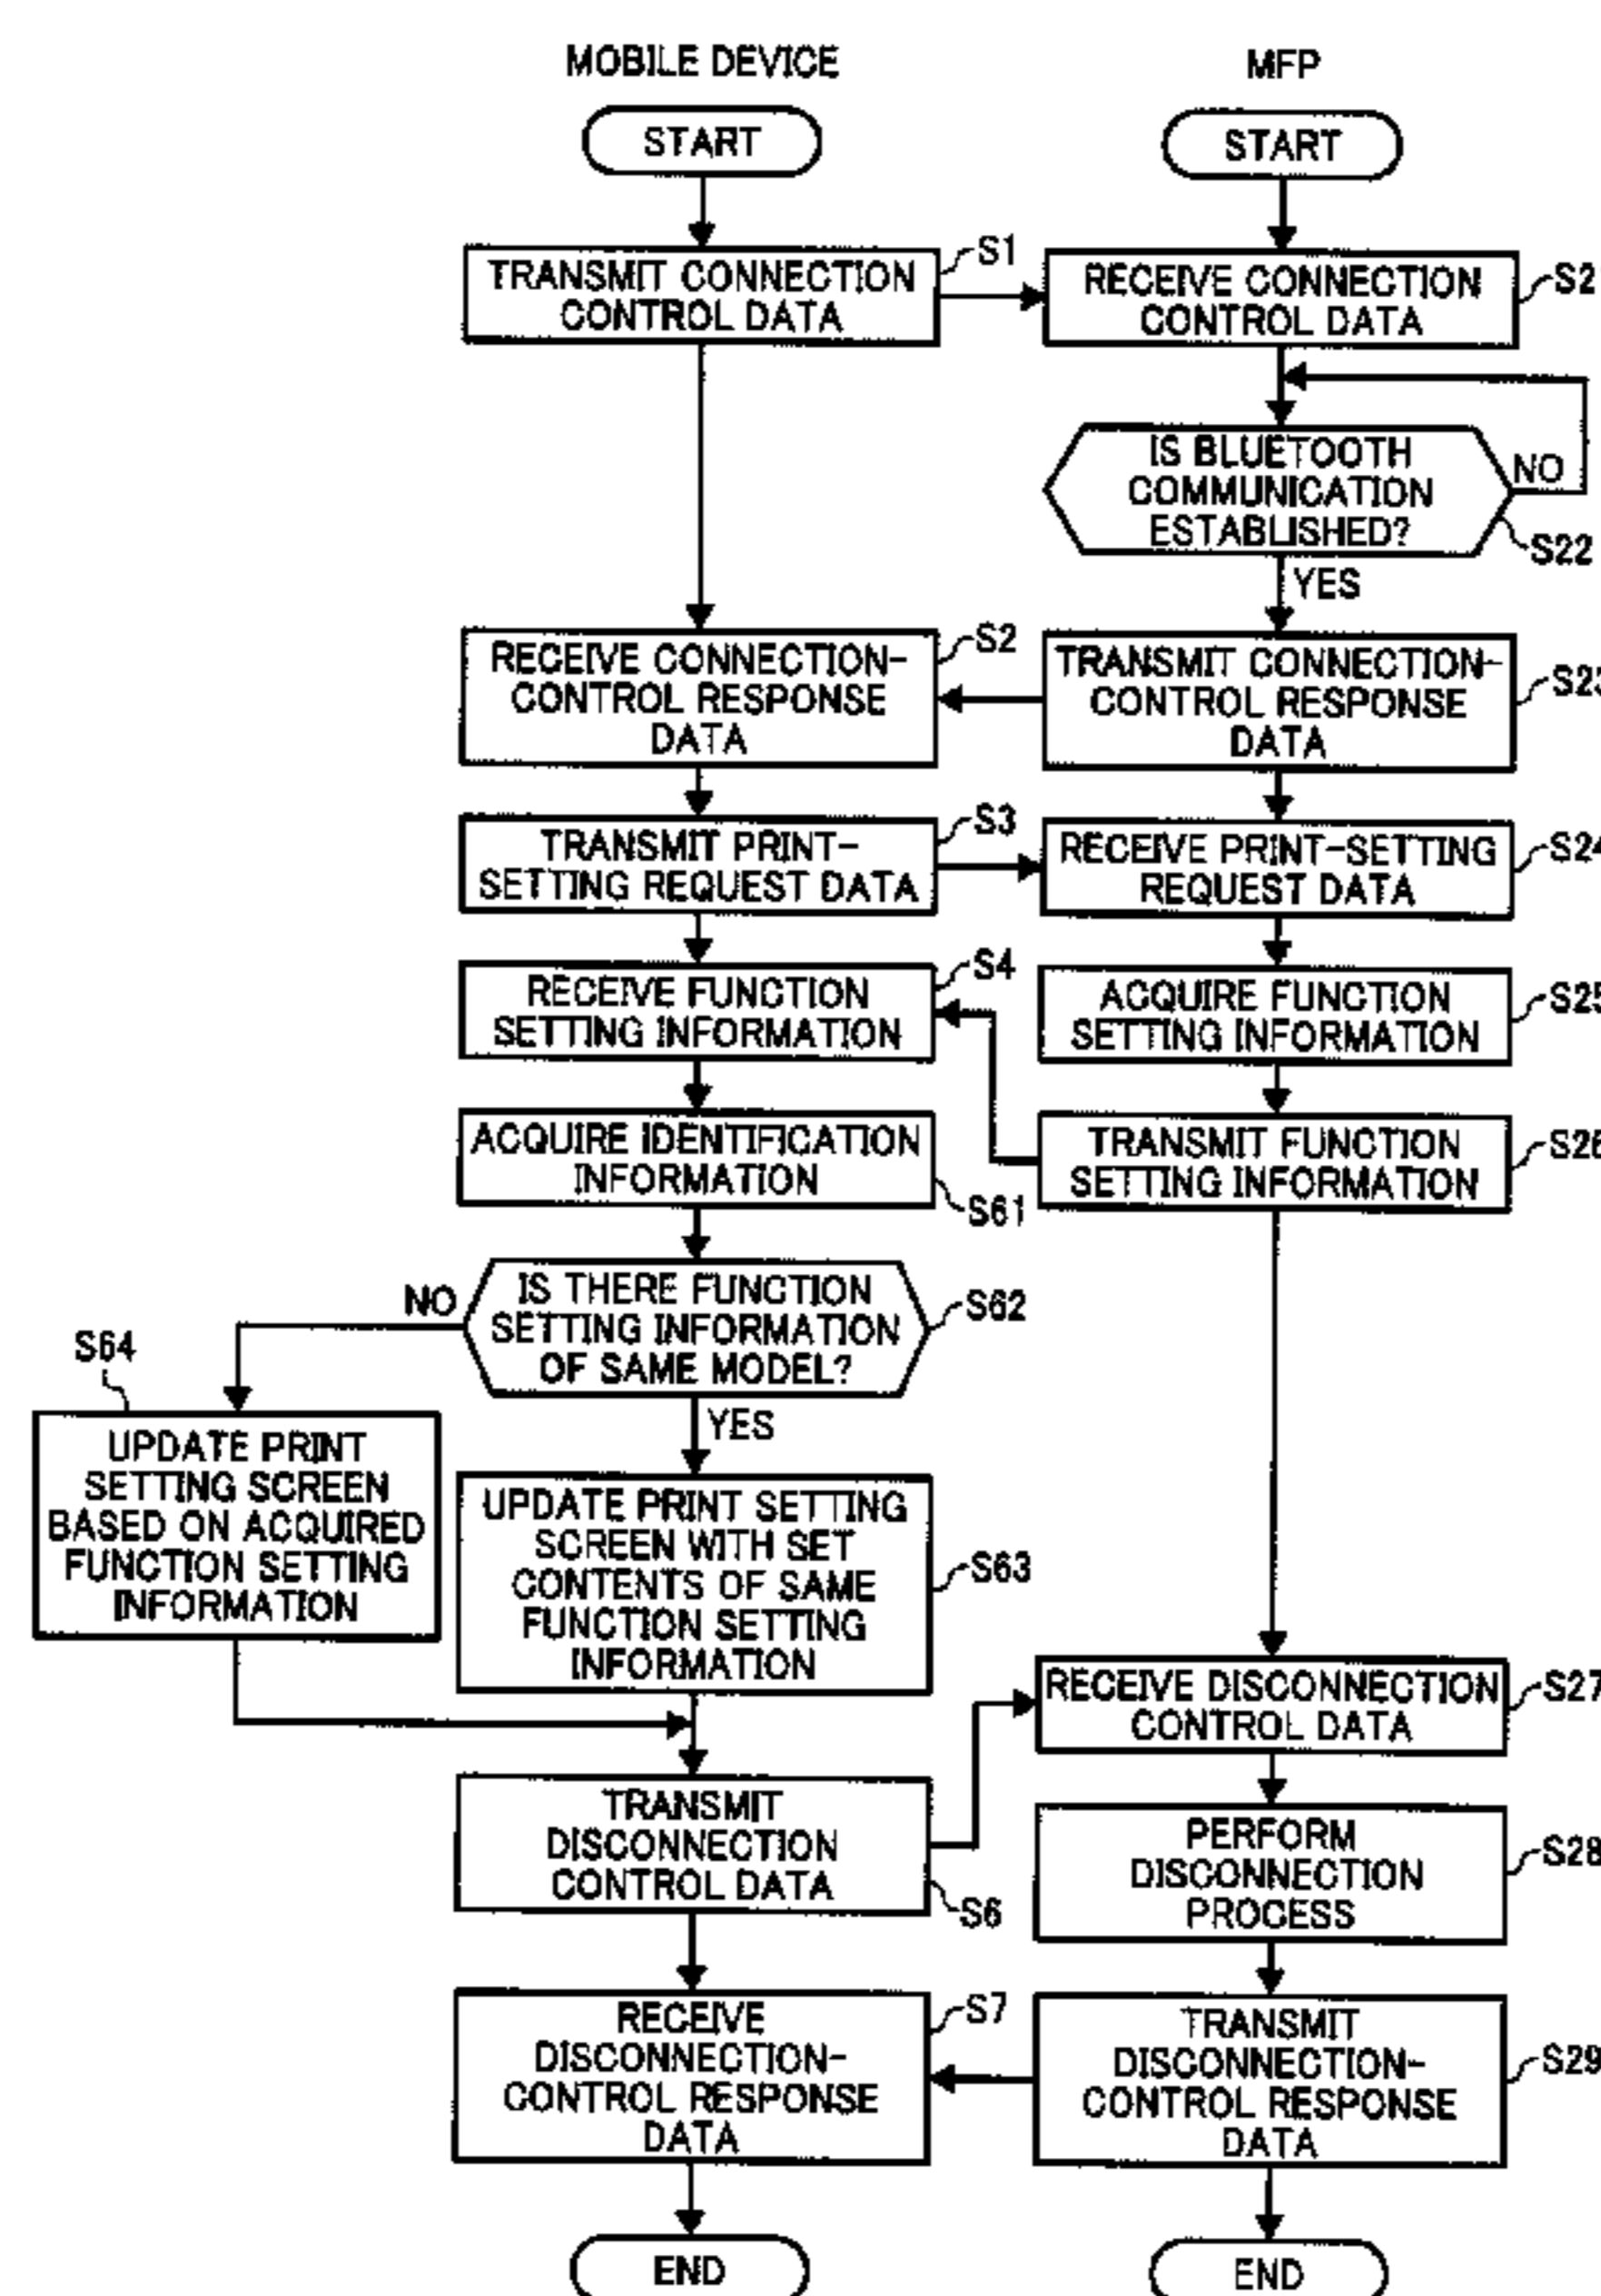 MOBILE DEVICE
MFP
START
START
TRANSMIT CONNECTION
CONTROL DATA
S1
RECEIVE CONNECTION
CONTROL DATA
S21
IS BLUETOOTH
COMMUNICATION
ESTABLISHED?
NO
S22
YES
RECEIVE CONNECTION-
CONTROL RESPONSE
DATA
S2
TRANSMIT CONNECTION-
CONTROL RESPONSE
DATA
S23
TRANSMIT PRINT-
SETTING REQUEST DATA
S3
RECEIVE PRINT-SETTING
REQUEST DATA
S24
RECEIVE FUNCTION
SETTING INFORMATION
S4
ACQUIRE FUNCTION
SETTING INFORMATION
S25
ACQUIRE IDENTIFICATION
INFORMATION
S61
TRANSMIT FUNCTION
SETTING INFORMATION
S26
IS THERE FUNCTION
SETTING INFORMATION
OF SAME MODEL?
NO
S62
YES
S64
UPDATE PRINT
SETTING SCREEN
BASED ON ACQUIRED
FUNCTION SETTING
INFORMATION
UPDATE PRINT SETTING
SCREEN WITH SET
CONTENTS OF SAME
FUNCTION SETTING
INFORMATION
S63
RECEIVE DISCONNECTION
CONTROL DATA
S27
TRANSMIT
DISCONNECTION
CONTROL DATA
S6
PERFORM
DISCONNECTION
PROCESS
S28
RECEIVE
DISCONNECTION-
CONTROL RESPONSE
DATA
S7
TRANSMIT
DISCONNECTION-
CONTROL RESPONSE
DATA
S29
END
END